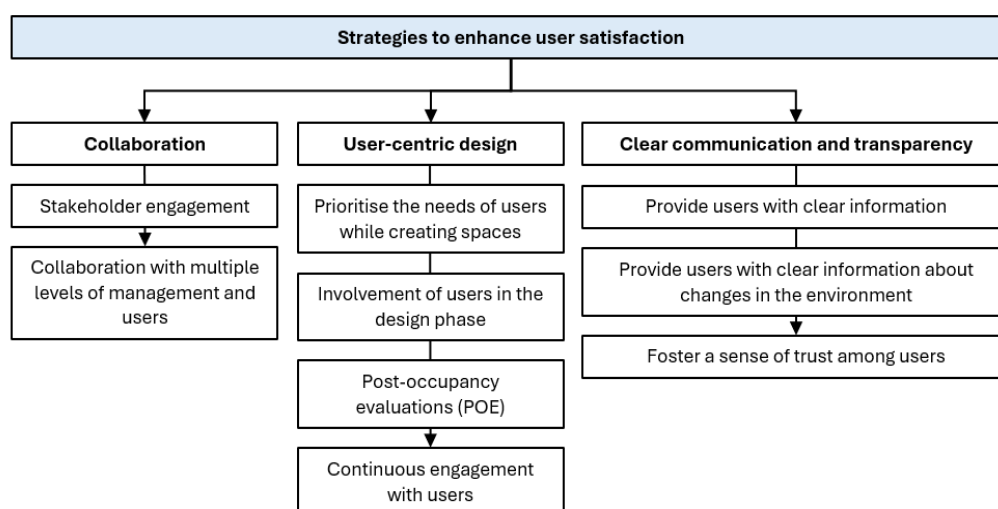 Strategies to enhance user satisfaction
Collaboration
Stakeholder engagement
Collaboration with multiple
levels of management and
users
User-centric design
Prioritise the needs of users
while creating spaces
Involvement of users in the
design phase
Post-occupancy
evaluations (POE)
Continuous engagement
with users
Clear communication and transparency
Provide users with clear information
Provide users with clear information about
changes in the environment
Foster a sense of trust among users